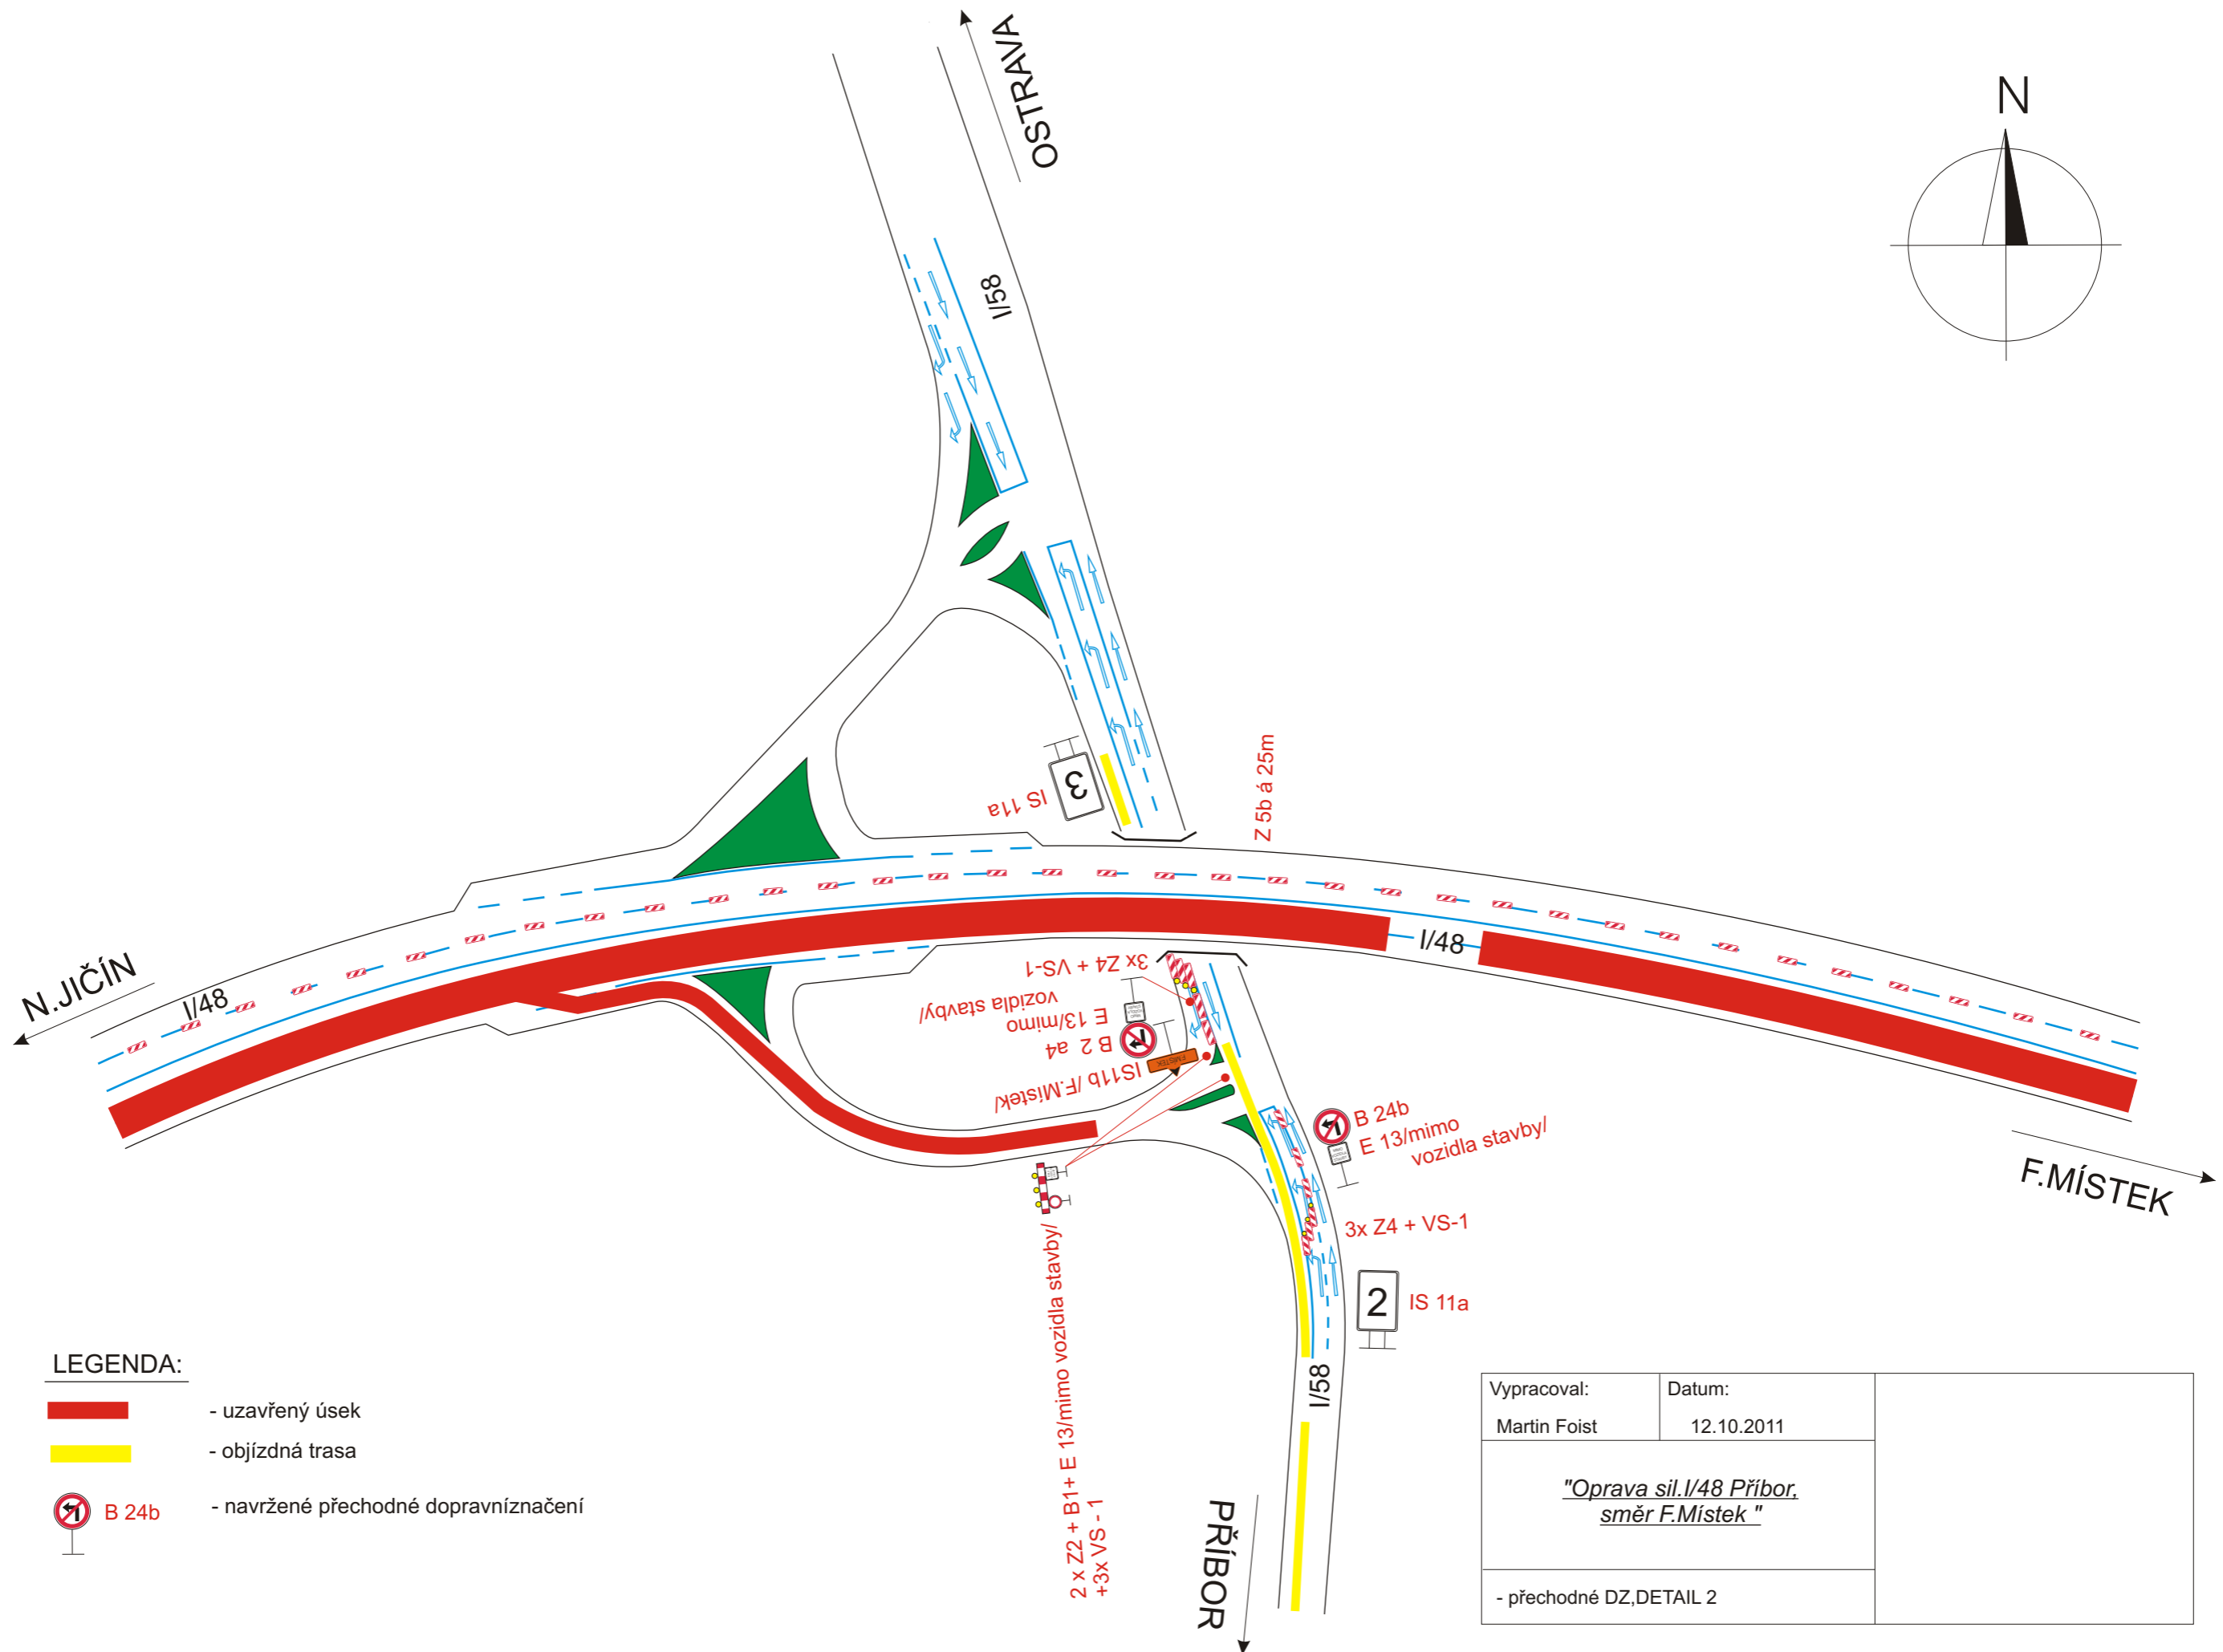 OSTRAVA
N
I/58
3
IS 11a
Z 5b á 25m
N.JIČÍN
I/48
I/48
F.MÍSTEK
3x Z4 + VS-1
E 13/mimo
vozidla stavby/
B 2 a4
IS11b /F.Místek/
F.MÍSTEK
B 24b
E 13/mimo
vozidla stavby/
3x Z4 + VS-1
2
IS 11a
I/58
2 x Z2 + B1+ E 13/mimo vozidla stavby/
+3x VS - 1
PŘÍBOR
LEGENDA:
- uzavřený úsek
- objízdná trasa
B 24b - navržené přechodné dopravníznačení
Vypracoval: Datum:
Martin Foist 12.10.2011
"Oprava sil.I/48 Příbor,
směr F.Místek "
- přechodné DZ,DETAIL 2